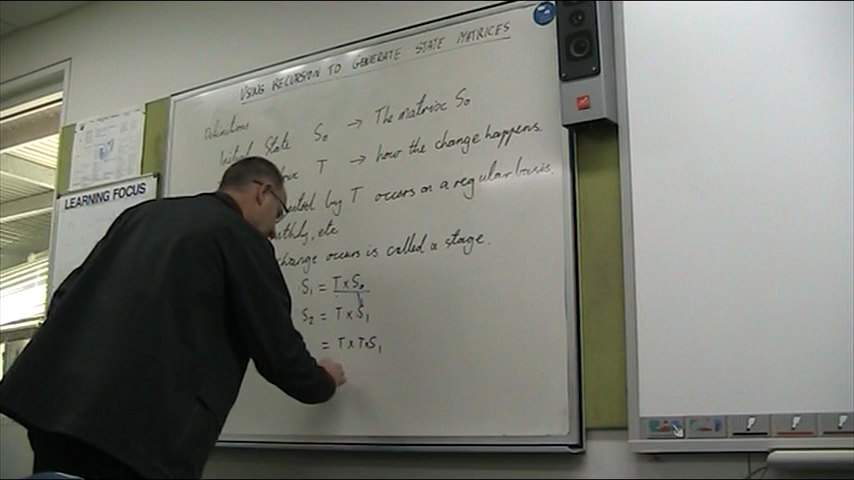 USING RECURSION TO GENERATE STATE MATRICES
Definitions
Initial State S₀ → The matrix S₀
T → how the change happens.
by T occurs on a regular basis.
etc
change occurs is called a stage.
LEARNING FOCUS
S₁ = T×S₀
S₂ = T×S₁
= T×T×S₁